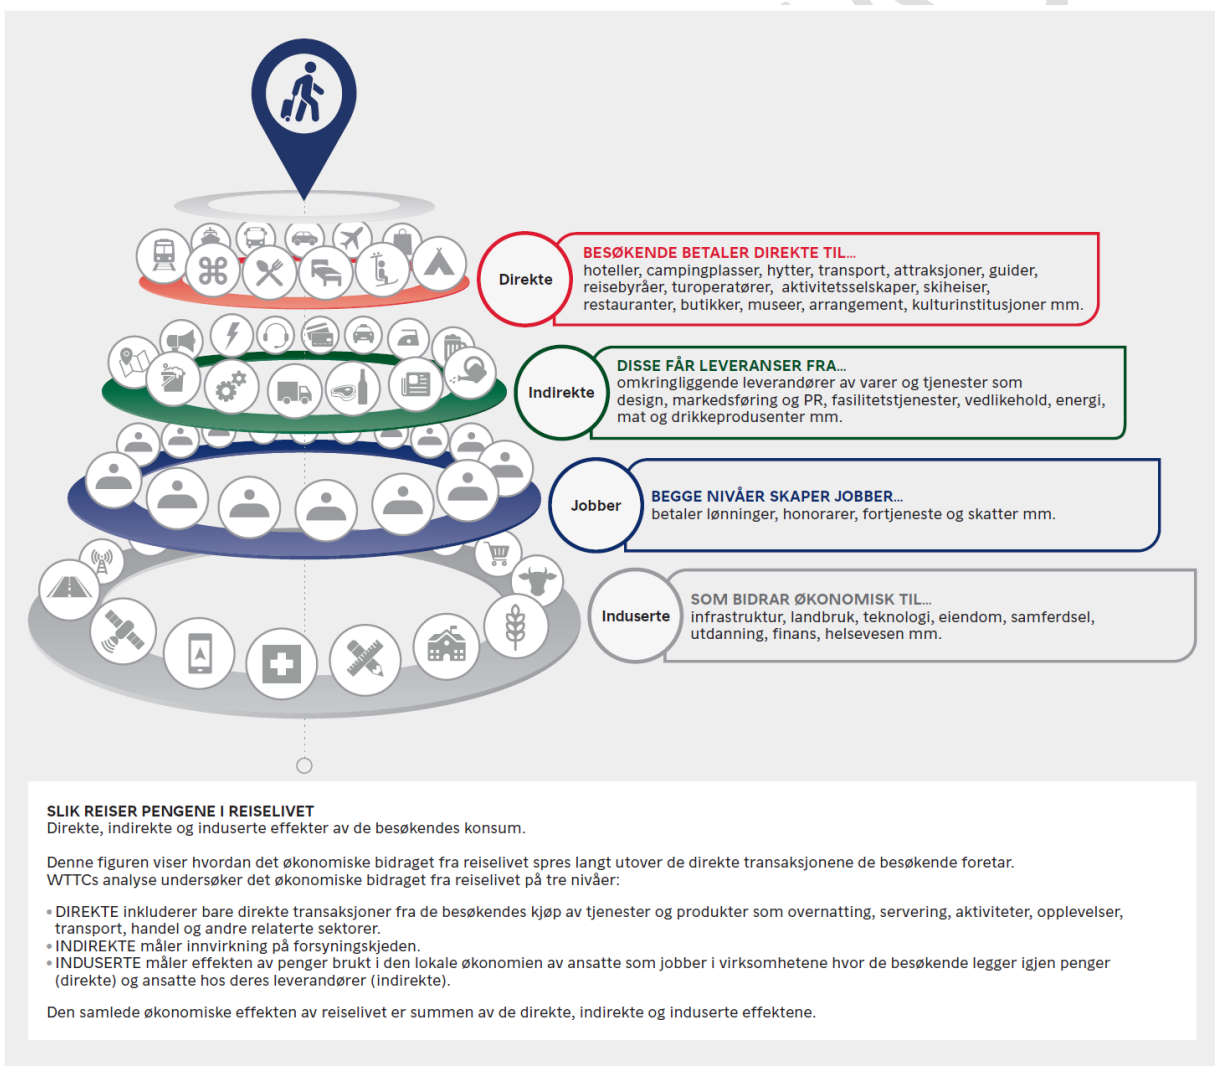 Direkte
BESØKENDE BETALER DIREKTE TIL...
hoteller, campingplasser, hytter, transport, attraksjoner, guider,
reisebyråer, turoperatører, aktivitetsselskaper, skiheiser,
restauranter, butikker, museer, arrangement, kulturinstitusjoner mm.
Indirekte
DISSE FÅR LEVERANSER FRA...
omkringliggende leverandører av varer og tjenester som
design, markedsføring og PR, fasilitetstjenester, vedlikehold, energi,
mat og drikkeprodusenter mm.
Jobber
BEGGE NIVÅER SKAPER JOBBER...
betaler lønninger, honorarer, fortjeneste og skatter mm.
Induserte
SOM BIDRAR ØKONOMISK TIL...
infrastruktur, landbruk, teknologi, eiendom, samferdsel,
utdanning, finans, helsevesen mm.
SLIK REISER PENGENE I REISELIVET
Direkte, indirekte og induserte effekter av de besøkendes konsum.
Denne figuren viser hvordan det økonomiske bidraget fra reiselivet spres langt utover de direkte transaksjonene de besøkende foretar.
WTTCs analyse undersøker det økonomiske bidraget fra reiselivet på tre nivåer:
• DIREKTE inkluderer bare direkte transaksjoner fra de besøkendes kjøp av tjenester og produkter som overnatting, servering, aktiviteter, opplevelser,
transport, handel og andre relaterte sektorer.
• INDIREKTE måler innvirkning på forsyningskjeden.
• INDUSERTE måler effekten av penger brukt i den lokale økonomien av ansatte som jobber i virksomhetene hvor de besøkende legger igjen penger
(direkte) og ansatte hos deres leverandører (indirekte).
Den samlede økonomiske effekten av reiselivet er summen av de direkte, indirekte og induserte effektene.